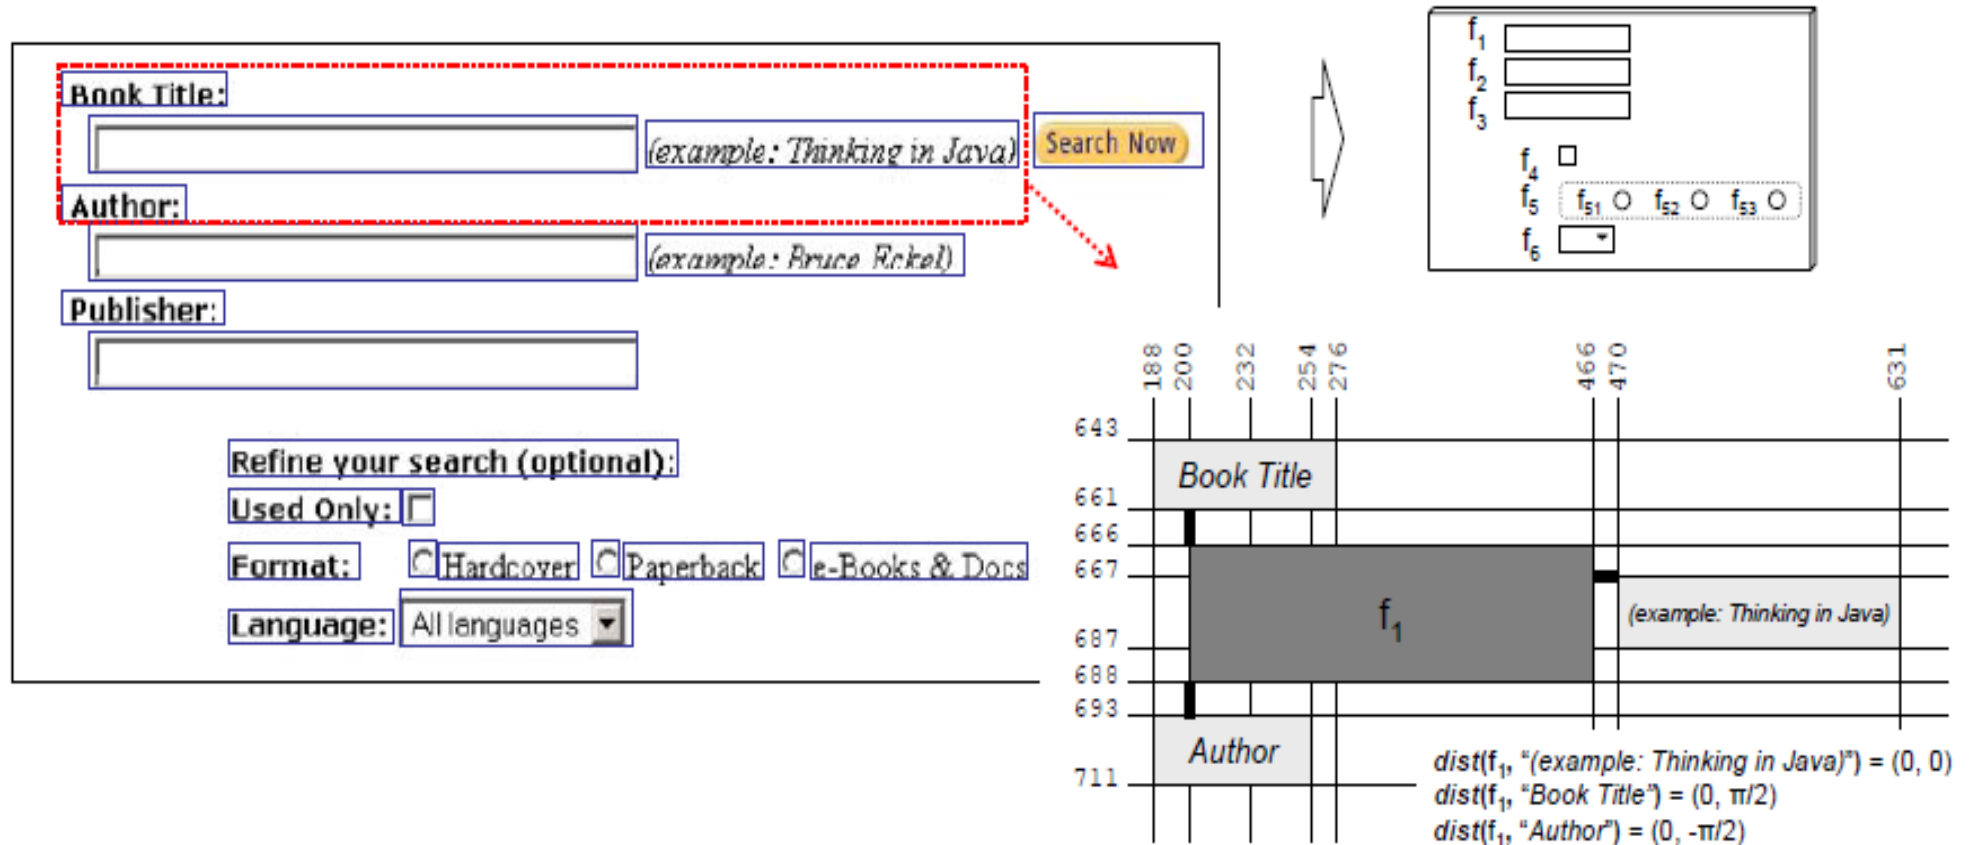 Book Title:
(example: Thinking in Java)
Search Now
Author:
(example: Bruce Eckel)
Publisher:
Refine your search (optional):
Used Only:
Format: Hardcover Paperback e-Books & Docs
Language: All languages
f1
f2
f3
f4
f5 f51 f52 f53
f6
188 200 232 254 276 466 470 631
643
Book Title
661
666
667
f1
(example: Thinking in Java)
687
688
693
Author
711
dist(f1, "(example: Thinking in Java)") = (0, 0)
dist(f1, "Book Title") = (0, π/2)
dist(f1, "Author") = (0, -π/2)